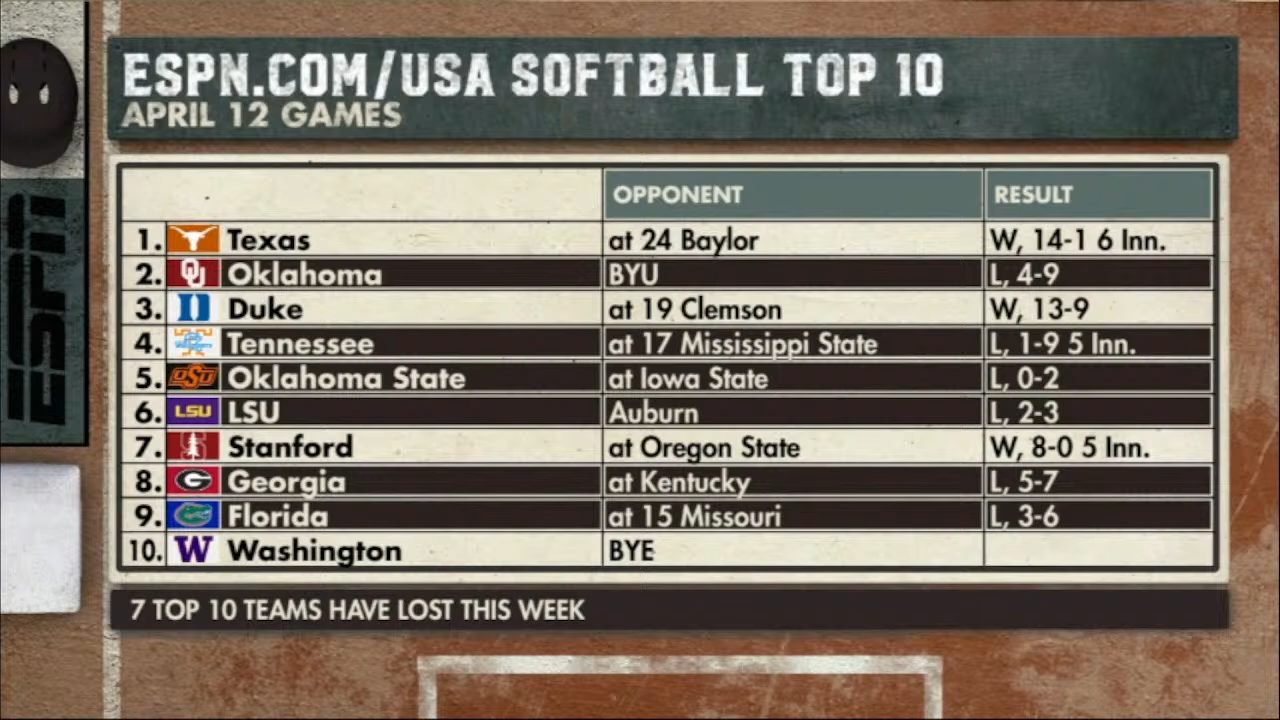 ESPN.COM/USA SOFTBALL TOP 10
APRIL 12 GAMES
ESPN
OPPONENT RESULT
1. Texas at 24 Baylor W, 14-1 6 Inn.
2. OU Oklahoma BYU L, 4-9
3. D Duke at 19 Clemson W, 13-9
4. Tennessee at 17 Mississippi State L, 1-9 5 Inn.
5. OSU Oklahoma State at Iowa State L, 0-2
6. LSU LSU Auburn L, 2-3
7. S Stanford at Oregon State W, 8-0 5 Inn.
8. G Georgia at Kentucky L, 5-7
9. Florida at 15 Missouri L, 3-6
10. W Washington BYE
7 TOP 10 TEAMS HAVE LOST THIS WEEK